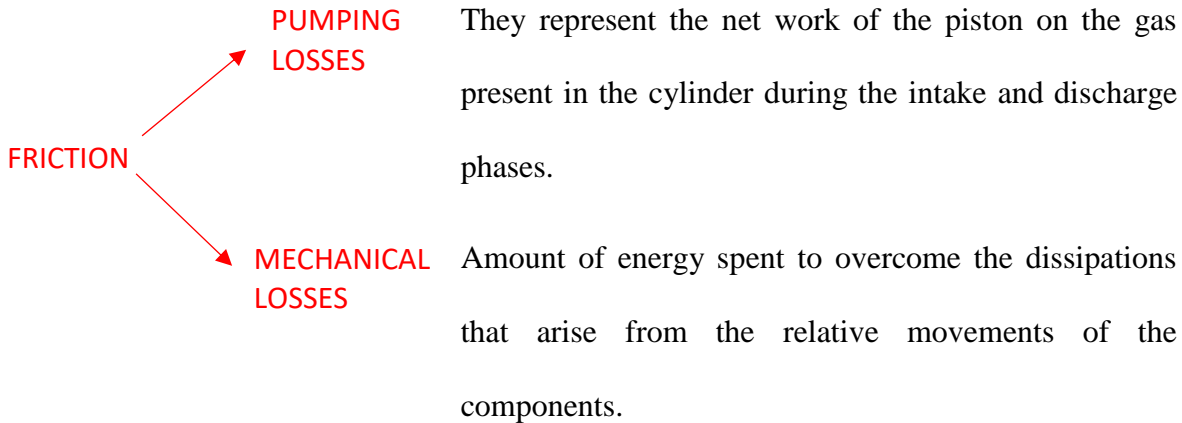 PUMPING
LOSSES
They represent the net work of the piston on the gas
present in the cylinder during the intake and discharge
phases.
FRICTION
MECHANICAL
LOSSES
Amount of energy spent to overcome the dissipations
that arise from the relative movements of the
components.